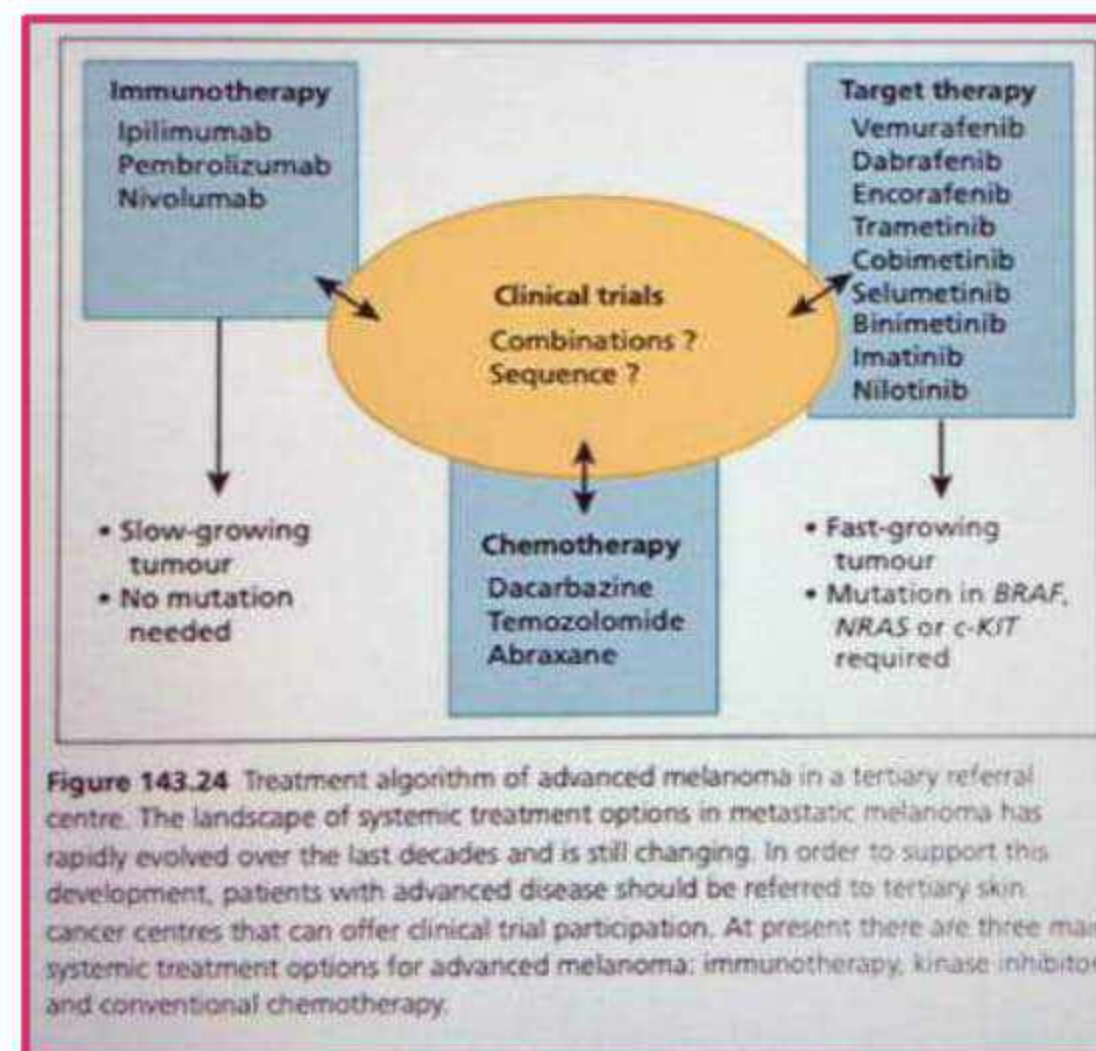 Immunotherapy
Ipilimumab
Pembrolizumab
Nivolumab
Target therapy
Vemurafenib
Dabrafenib
Encorafenib
Trametinib
Cobimetinib
Selumetinib
Binimetinib
Imatinib
Nilotinib
Clinical trials
Combinations ?
Sequence ?
• Slow-growing
tumour
• No mutation
needed
Chemotherapy
Dacarbazine
Temozolomide
Abraxane
• Fast-growing
tumour
• Mutation in BRAF,
NRAS or c-KIT
required
Figure 143.24 Treatment algorithm of advanced melanoma in a tertiary referral
centre. The landscape of systemic treatment options in metastatic melanoma has
rapidly evolved over the last decades and is still changing. In order to support this
development, patients with advanced disease should be referred to tertiary skin
cancer centres that can offer clinical trial participation. At present there are three mai
systemic treatment options for advanced melanoma: immunotherapy, kinase inhibitor
and conventional chemotherapy.